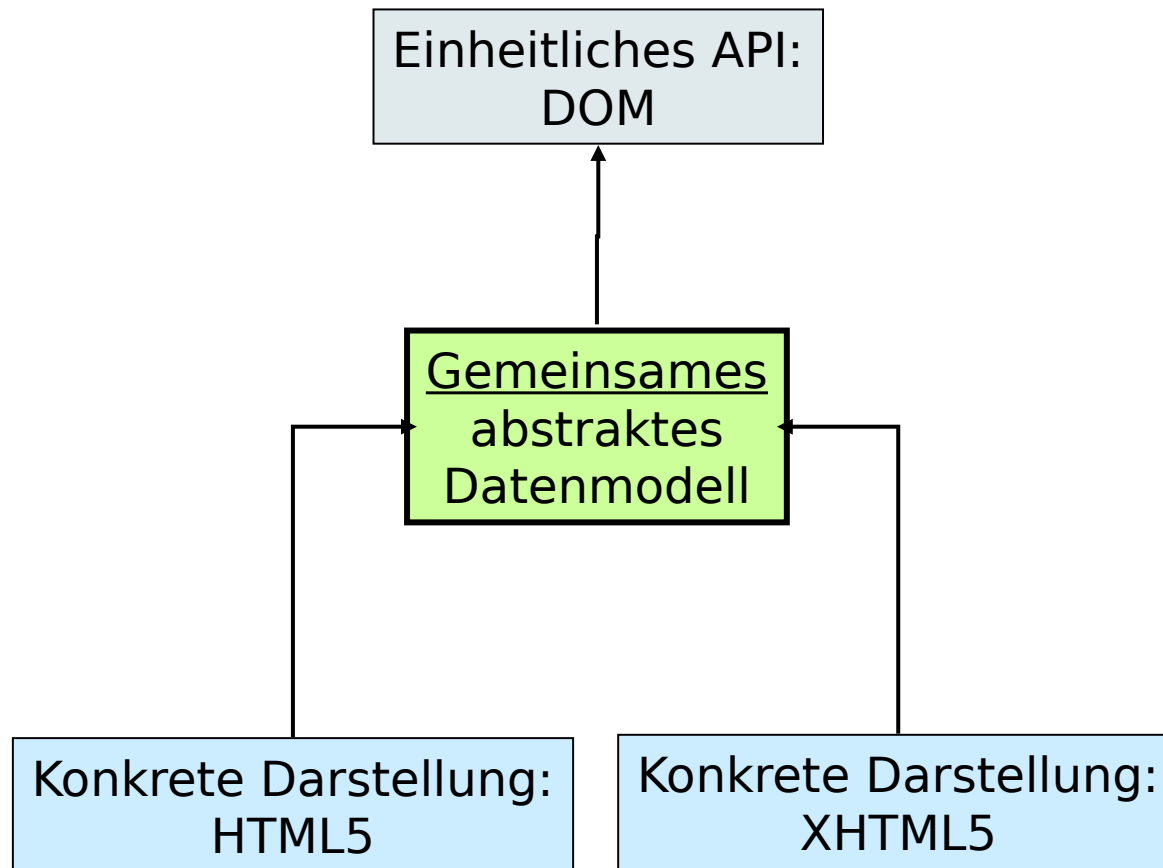 Einheitliches API:
DOM
Gemeinsames
abstraktes
Datenmodell
Konkrete Darstellung:
HTML5
Konkrete Darstellung:
XHTML5